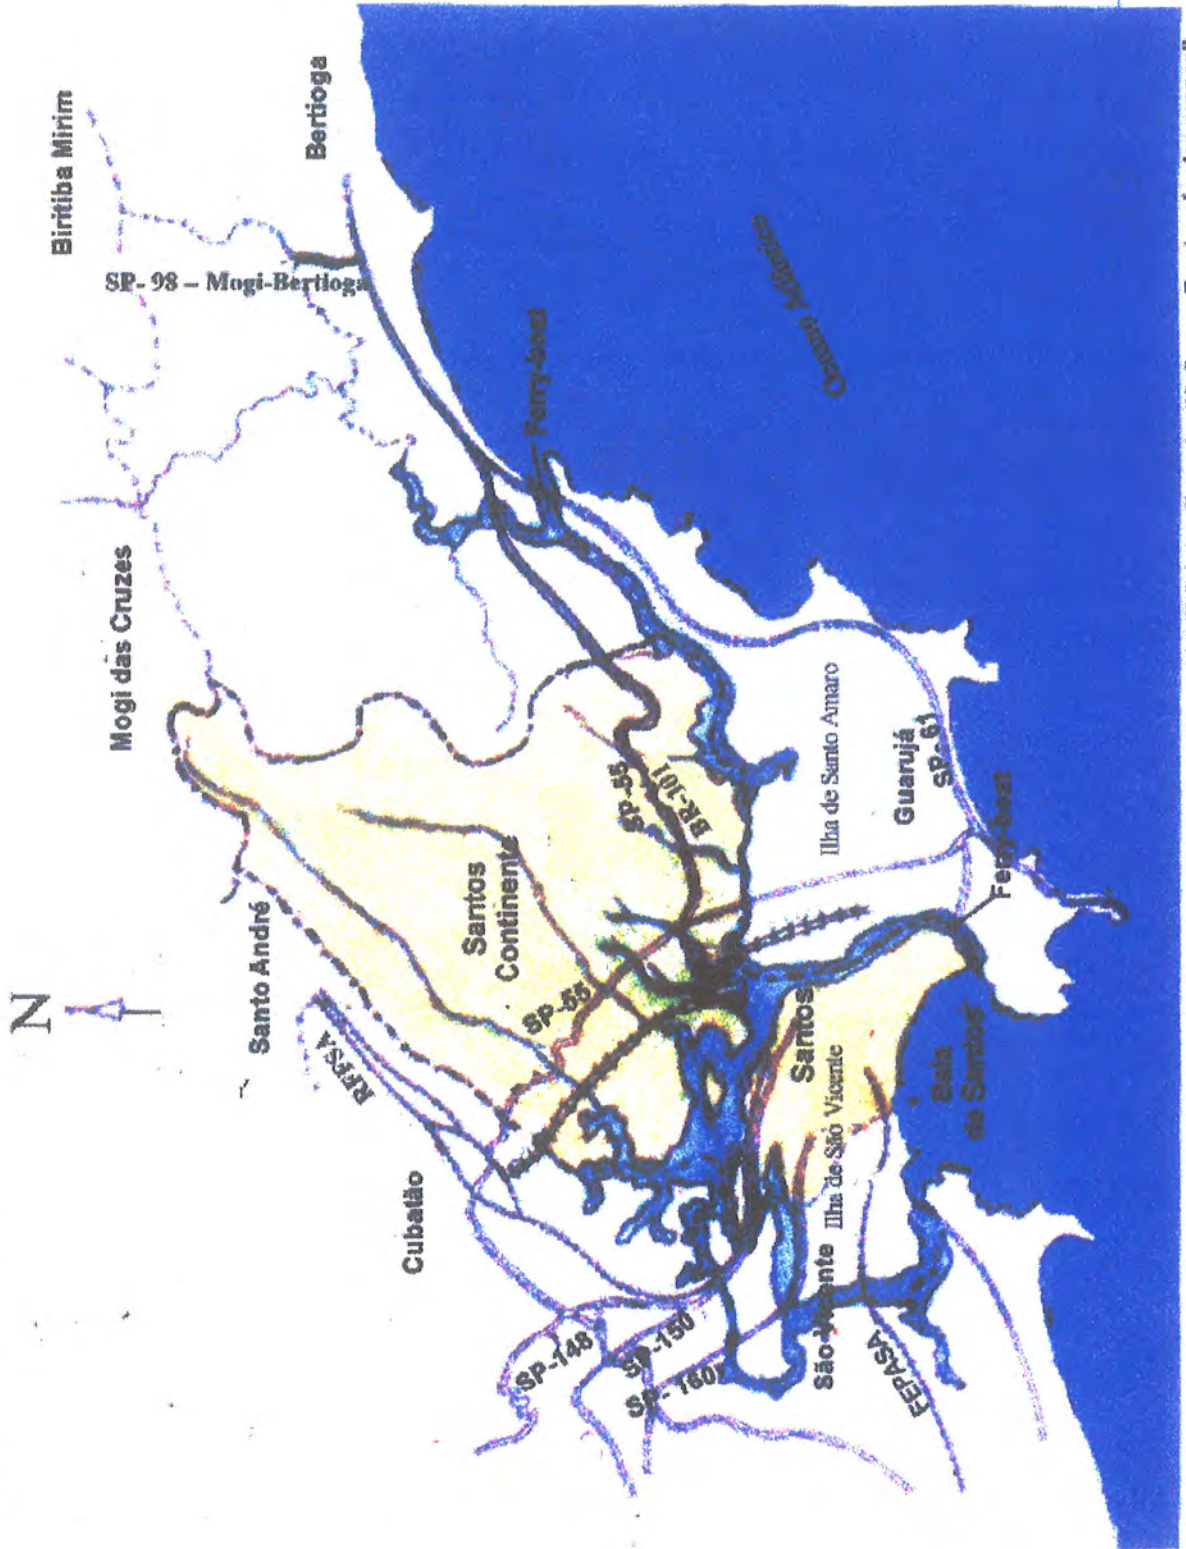 N
Biritiba Mirim
Bertioga
SP- 98 – Mogi-Bertioga
Mogi das Cruzes
Ferry-boat
Oceano Atlântico
Santo André
RFFSA
Santos
Continente
SP-55
BR-101
SP-55
Cubatão
Ilha de Santo Amaro
Guarujá
SP- 61
Ferry-boat
Santos
Ilha de São Vicente
Baía
de Santos
São Vicente
SP-148
SP-150
SP- 160
FEPASA